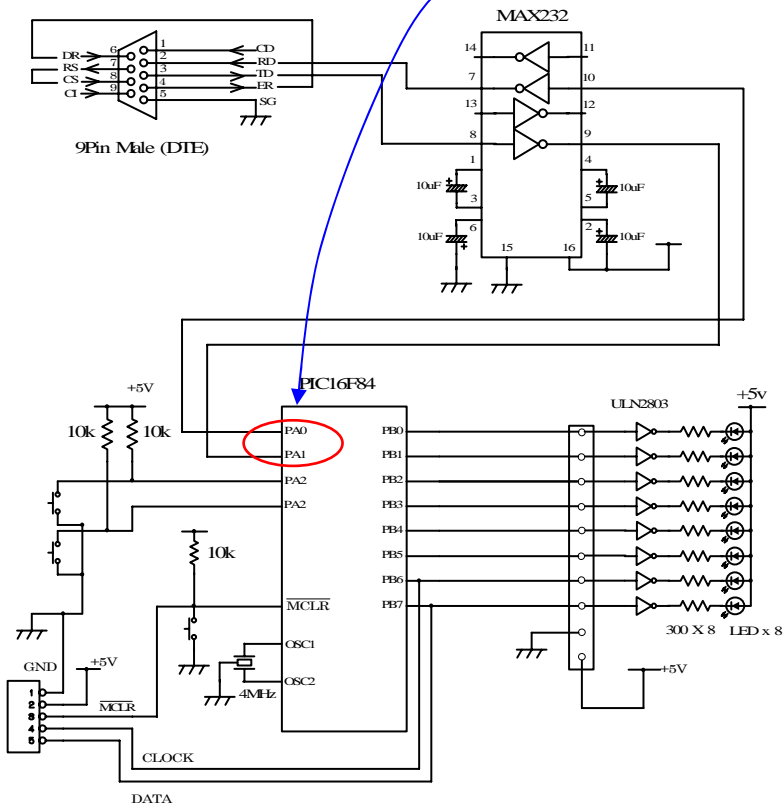 MAX232
DR 6 1 CD
RS 7 2 RD
CS 8 3 TD
CI 9 4 ER
5 SG
9Pin Male (DTE)
14 11
7 10
13 12
8 9
1 4
10uF + 3 + 10uF 5
6 2
10uF + + 10uF
15 16
PIC16F84
+5V
10k 10k
ULN2803
+5v
PA0 PB0
PA1 PB1
PA2 PB2
PA2 PB3
PB4
10k PB5
PB6
MCLR PB7
300 X 8 LED x 8
OSC1
OSC2
4MHz
+5V
GND +5V
1
2
3 MCLR
4
5
CLOCK
DATA